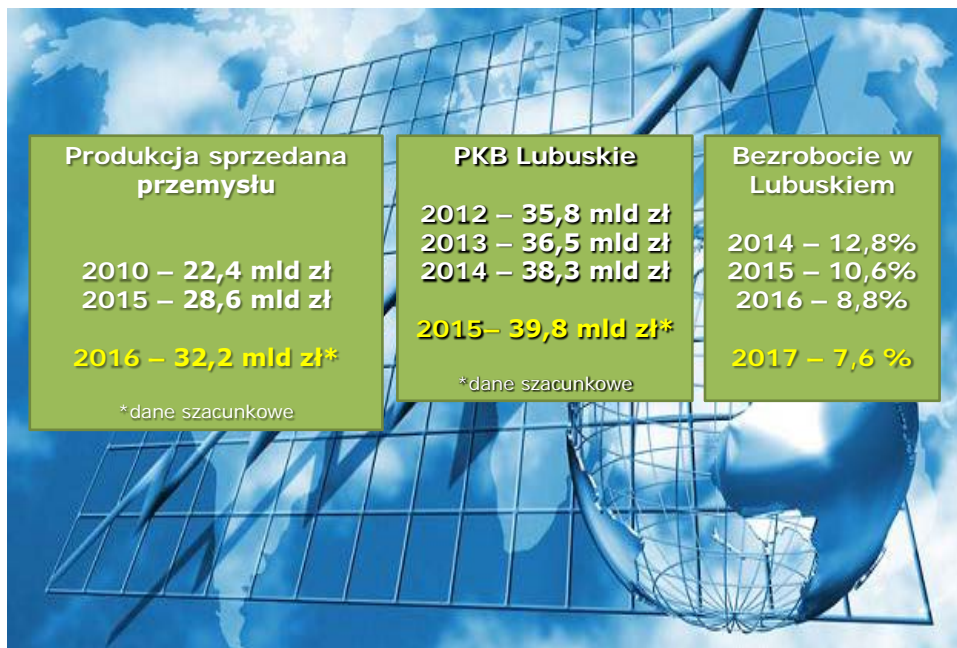 Produkcja sprzedana
przemysłu
2010 – 22,4 mld zł
2015 – 28,6 mld zł
2016 – 32,2 mld zł*
*dane szacunkowe
PKB Lubuskie
2012 – 35,8 mld zł
2013 – 36,5 mld zł
2014 – 38,3 mld zł
2015– 39,8 mld zł*
*dane szacunkowe
Bezrobocie w
Lubuskiem
2014 – 12,8%
2015 – 10,6%
2016 – 8,8%
2017 – 7,6 %